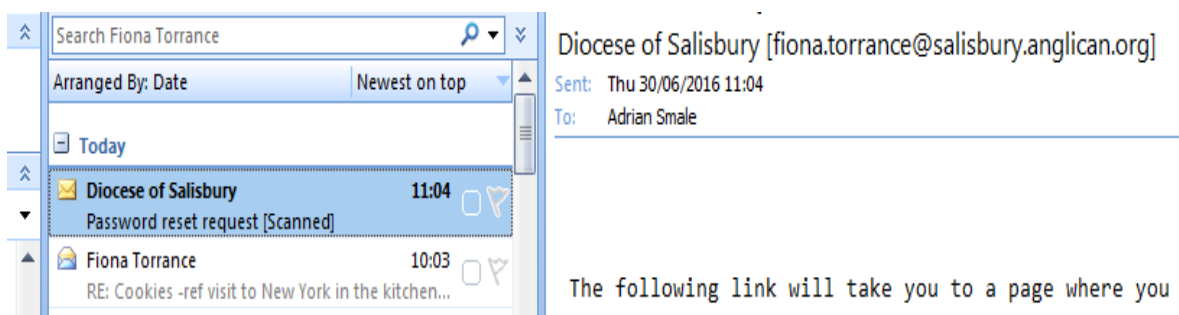 Search Fiona Torrance
Arranged By: Date Newest on top
Today
Diocese of Salisbury 11:04
Password reset request [Scanned]
Fiona Torrance 10:03
RE: Cookies -ref visit to New York in the kitchen...
Diocese of Salisbury [fiona.torrance@salisbury.anglican.org]
Sent: Thu 30/06/2016 11:04
To: Adrian Smale
The following link will take you to a page where you